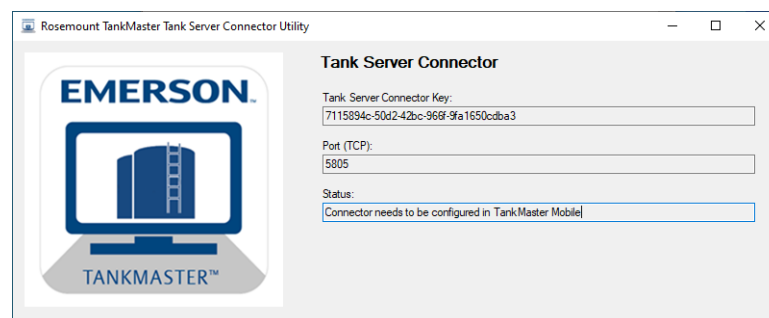 Rosemount TankMaster Tank Server Connector Utility
EMERSON™
TANKMASTER™
Tank Server Connector
Tank Server Connector Key:
7115894c-50d2-42bc-966f-9fa1650cdba3
Port (TCP):
5805
Status:
Connector needs to be configured in TankMaster Mobile